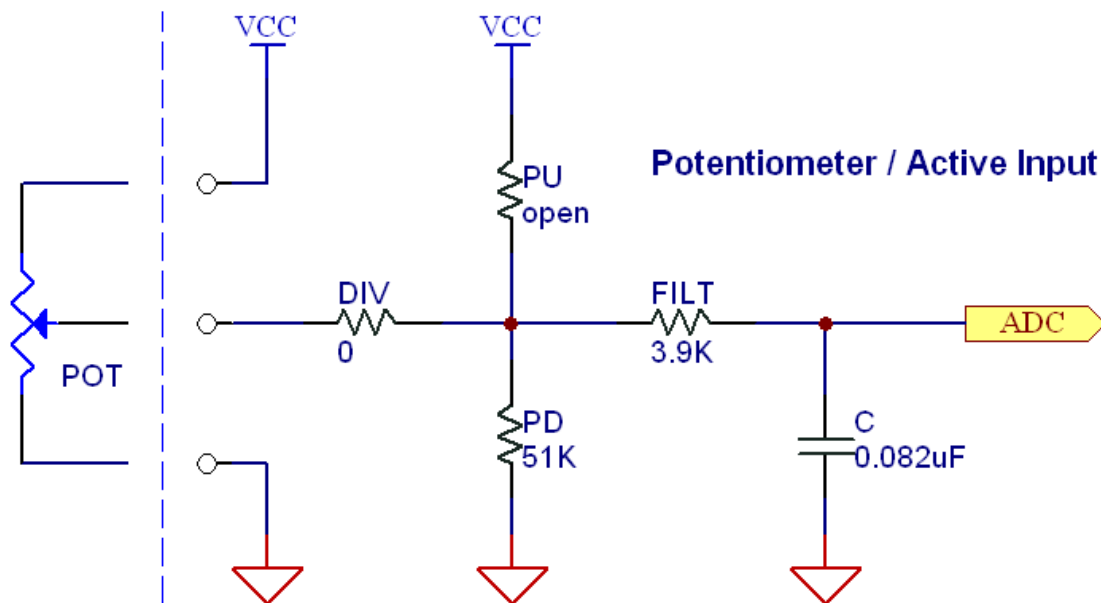 VCC
VCC
PU
open
Potentiometer / Active Input
DIV
0
FILT
3.9K
ADC
POT
PD
51K
C
0.082uF